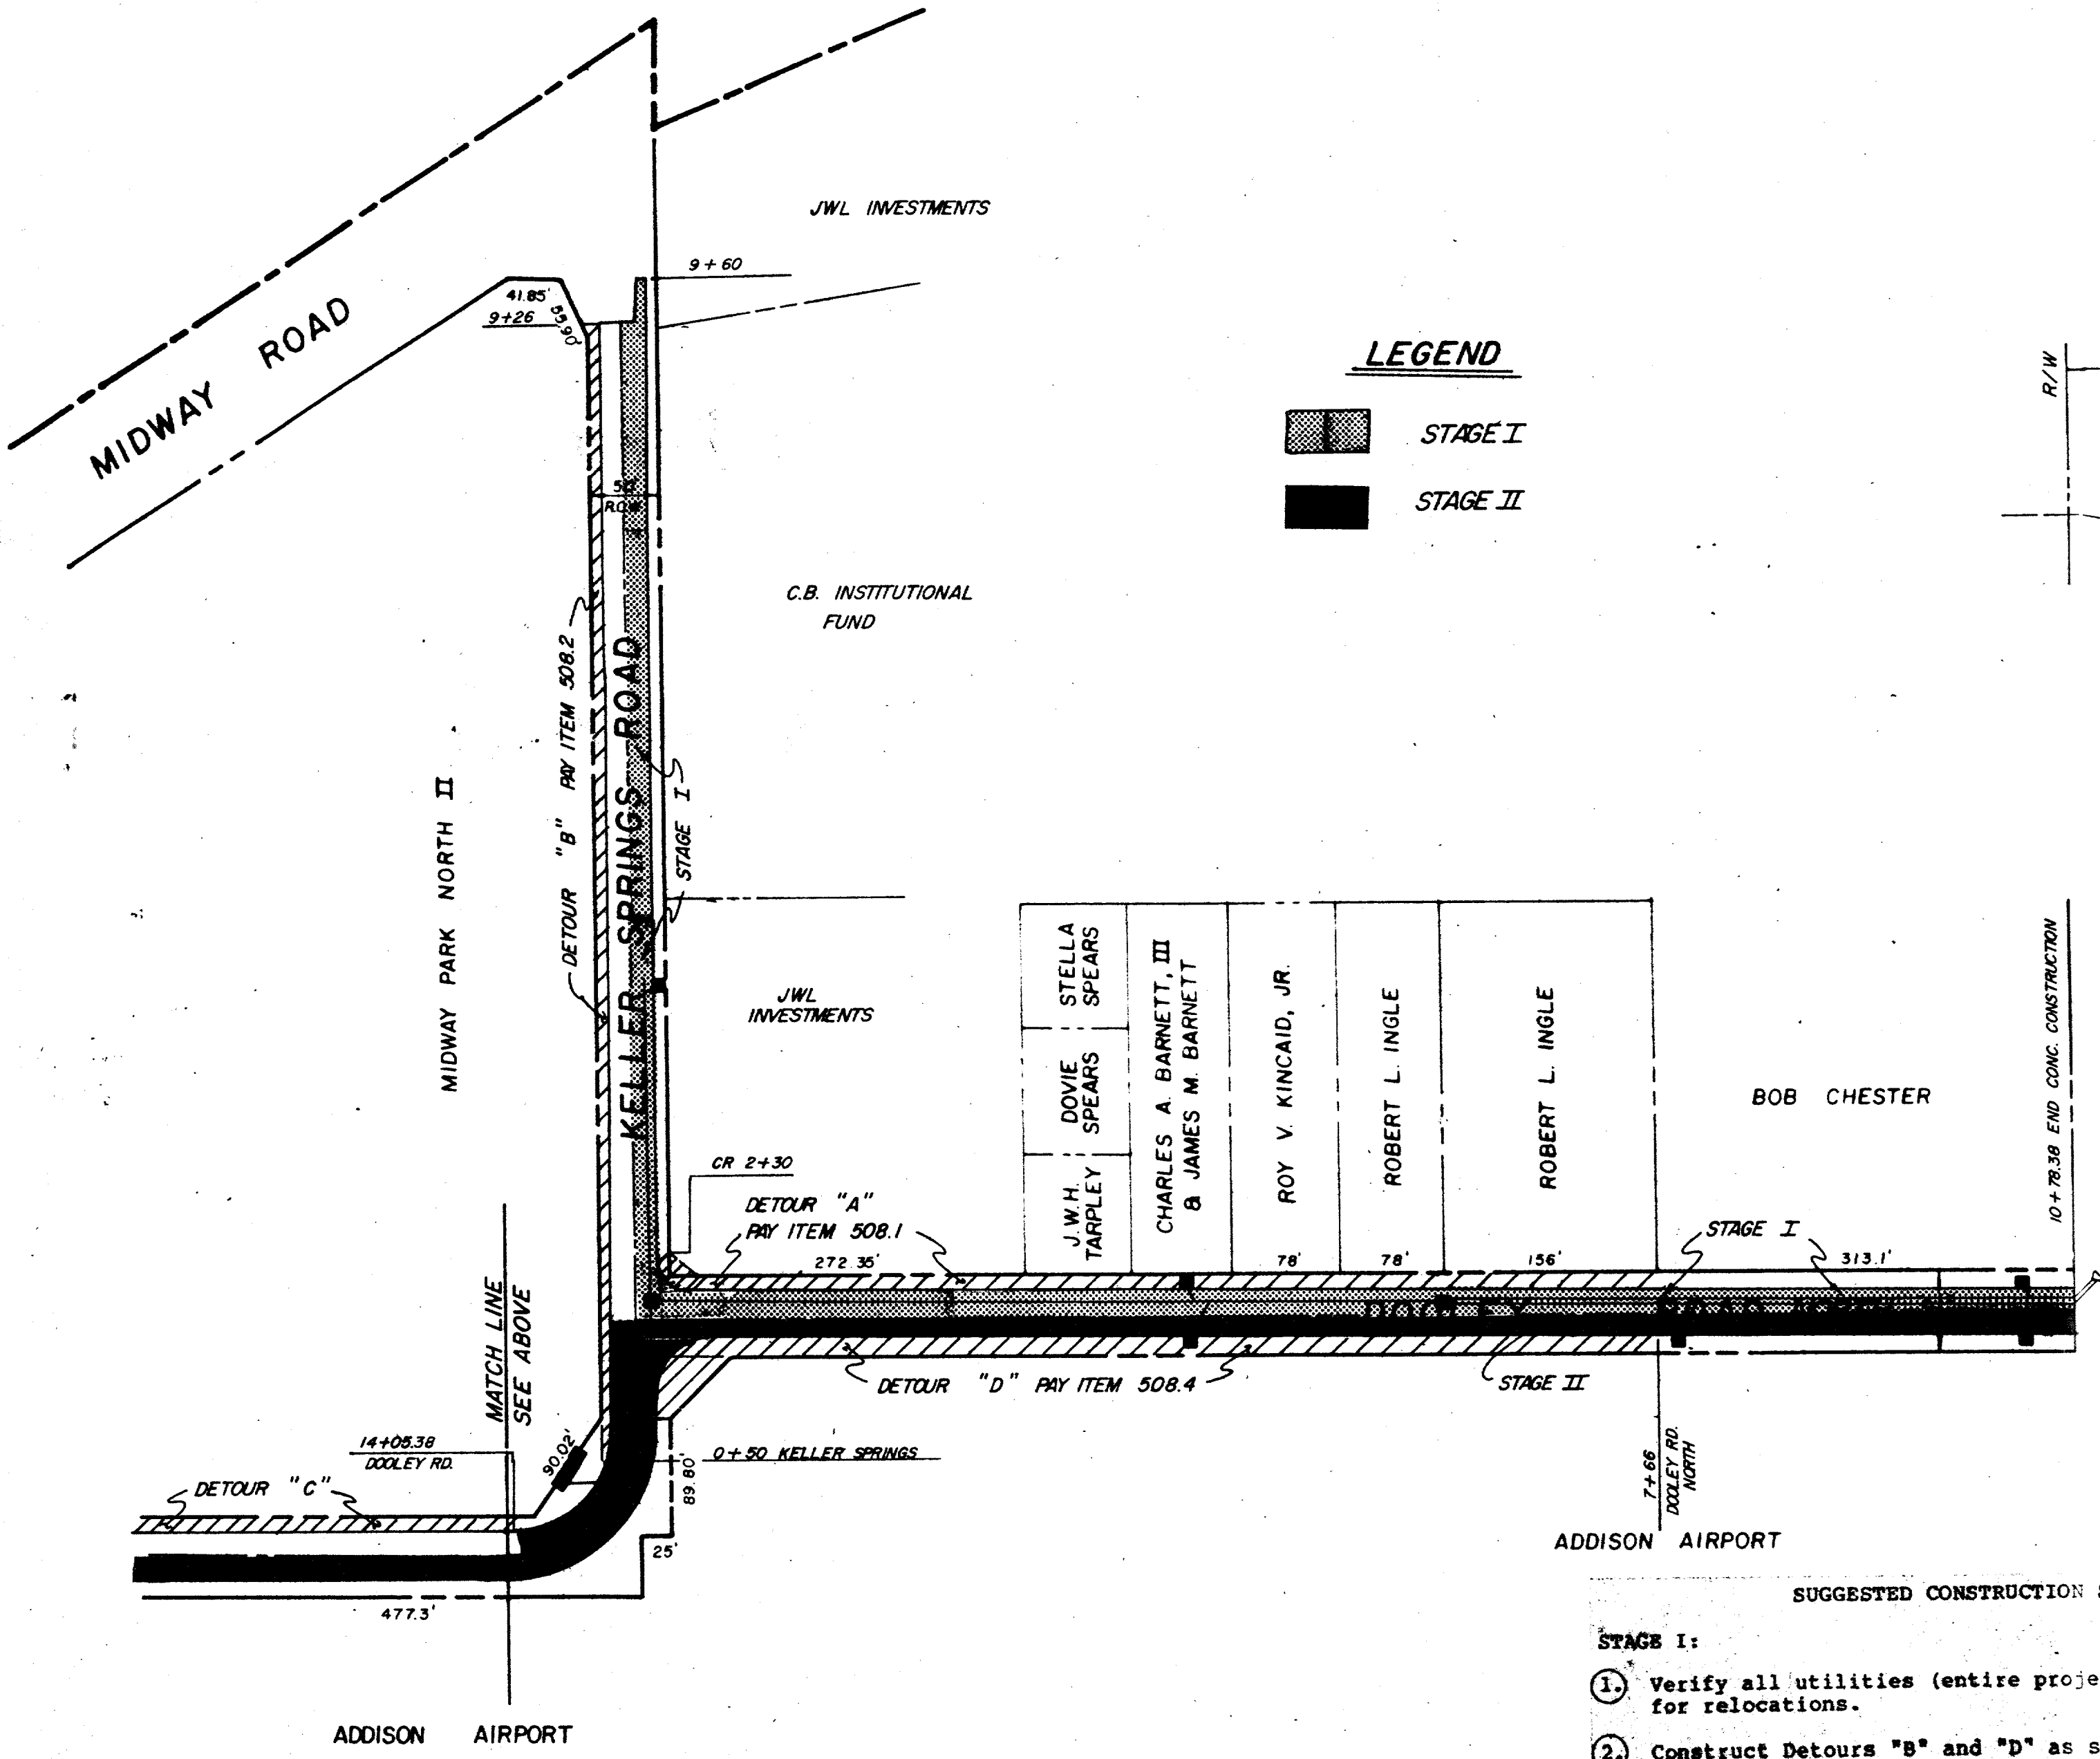 JWL INVESTMENTS
9 + 60
41.85'
55.90'
9+26
MIDWAY ROAD
LEGEND
STAGE I
STAGE II
R/W
50'
ROW
C.B. INSTITUTIONAL
FUND
DETOUR "B" PAY ITEM 508.2
KELLER SPRINGS ROAD
STAGE I
MIDWAY PARK NORTH II
JWL
INVESTMENTS
STELLA
SPEARS
DOVIE
SPEARS
J.W.H.
TARPLEY
CHARLES A. BARNETT, III
& JAMES M. BARNETT
ROY V. KINCAID, JR.
ROBERT L. INGLE
ROBERT L. INGLE
BOB CHESTER
10+78.38 END CONC. CONSTRUCTION
CR 2+30
DETOUR "A"
PAY ITEM 508.1
272.35'
78'
78'
156'
STAGE I
313.1'
DOOLEY ROAD
MATCH LINE
SEE ABOVE
DETOUR "D" PAY ITEM 508.4
STAGE II
14+05.38
DOOLEY RD.
90.02'
89.80'
0+50 KELLER SPRINGS
7+66
DOOLEY RD.
NORTH
DETOUR "C"
25'
477.3'
ADDISON AIRPORT
ADDISON AIRPORT
SUGGESTED CONSTRUCTION
STAGE I:
1. Verify all utilities (entire proje
for relocations.
2. Construct Detours "B" and "D" as s